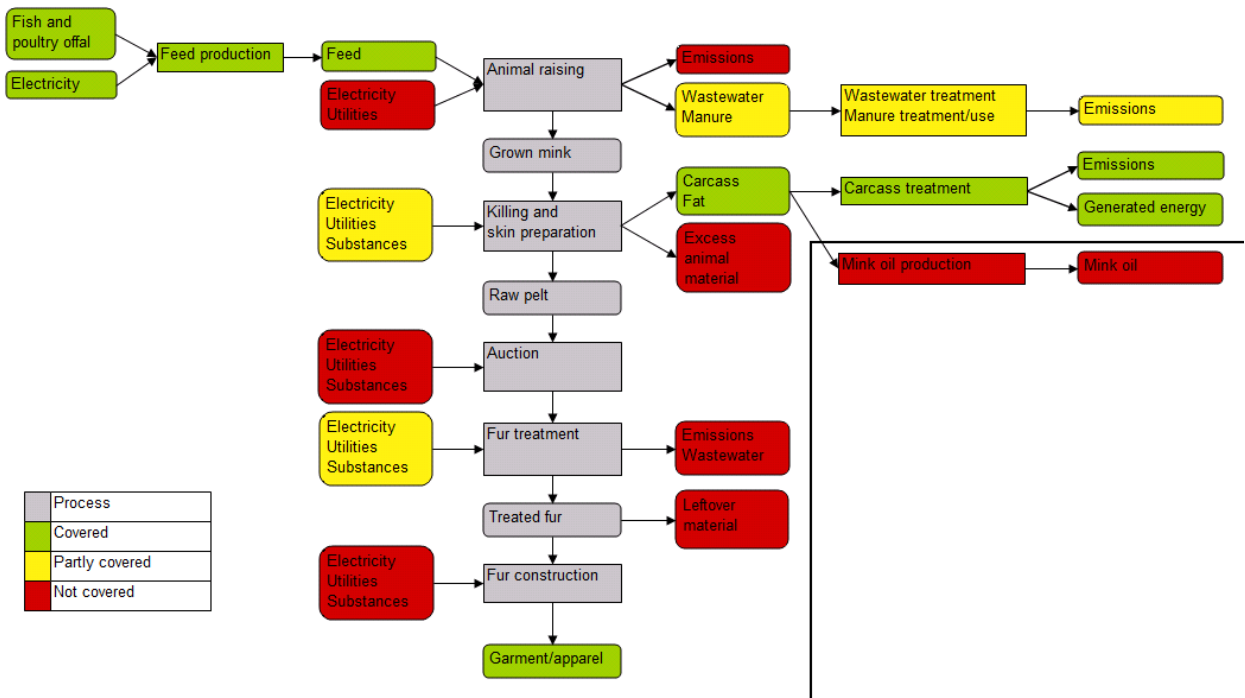 Fish and
poultry offal
Electricity
Feed production
Feed
Electricity
Utilities
Animal raising
Emissions
Wastewater
Manure
Wastewater treatment
Manure treatment/use
Emissions
Grown mink
Electricity
Utilities
Substances
Killing and
skin preparation
Carcass
Fat
Excess
animal
material
Carcass treatment
Emissions
Generated energy
Mink oil production
Mink oil
Raw pelt
Electricity
Utilities
Substances
Auction
Electricity
Utilities
Substances
Fur treatment
Emissions
Wastewater
Treated fur
Leftover
material
Electricity
Utilities
Substances
Fur construction
Garment/apparel
Process
Covered
Partly covered
Not covered